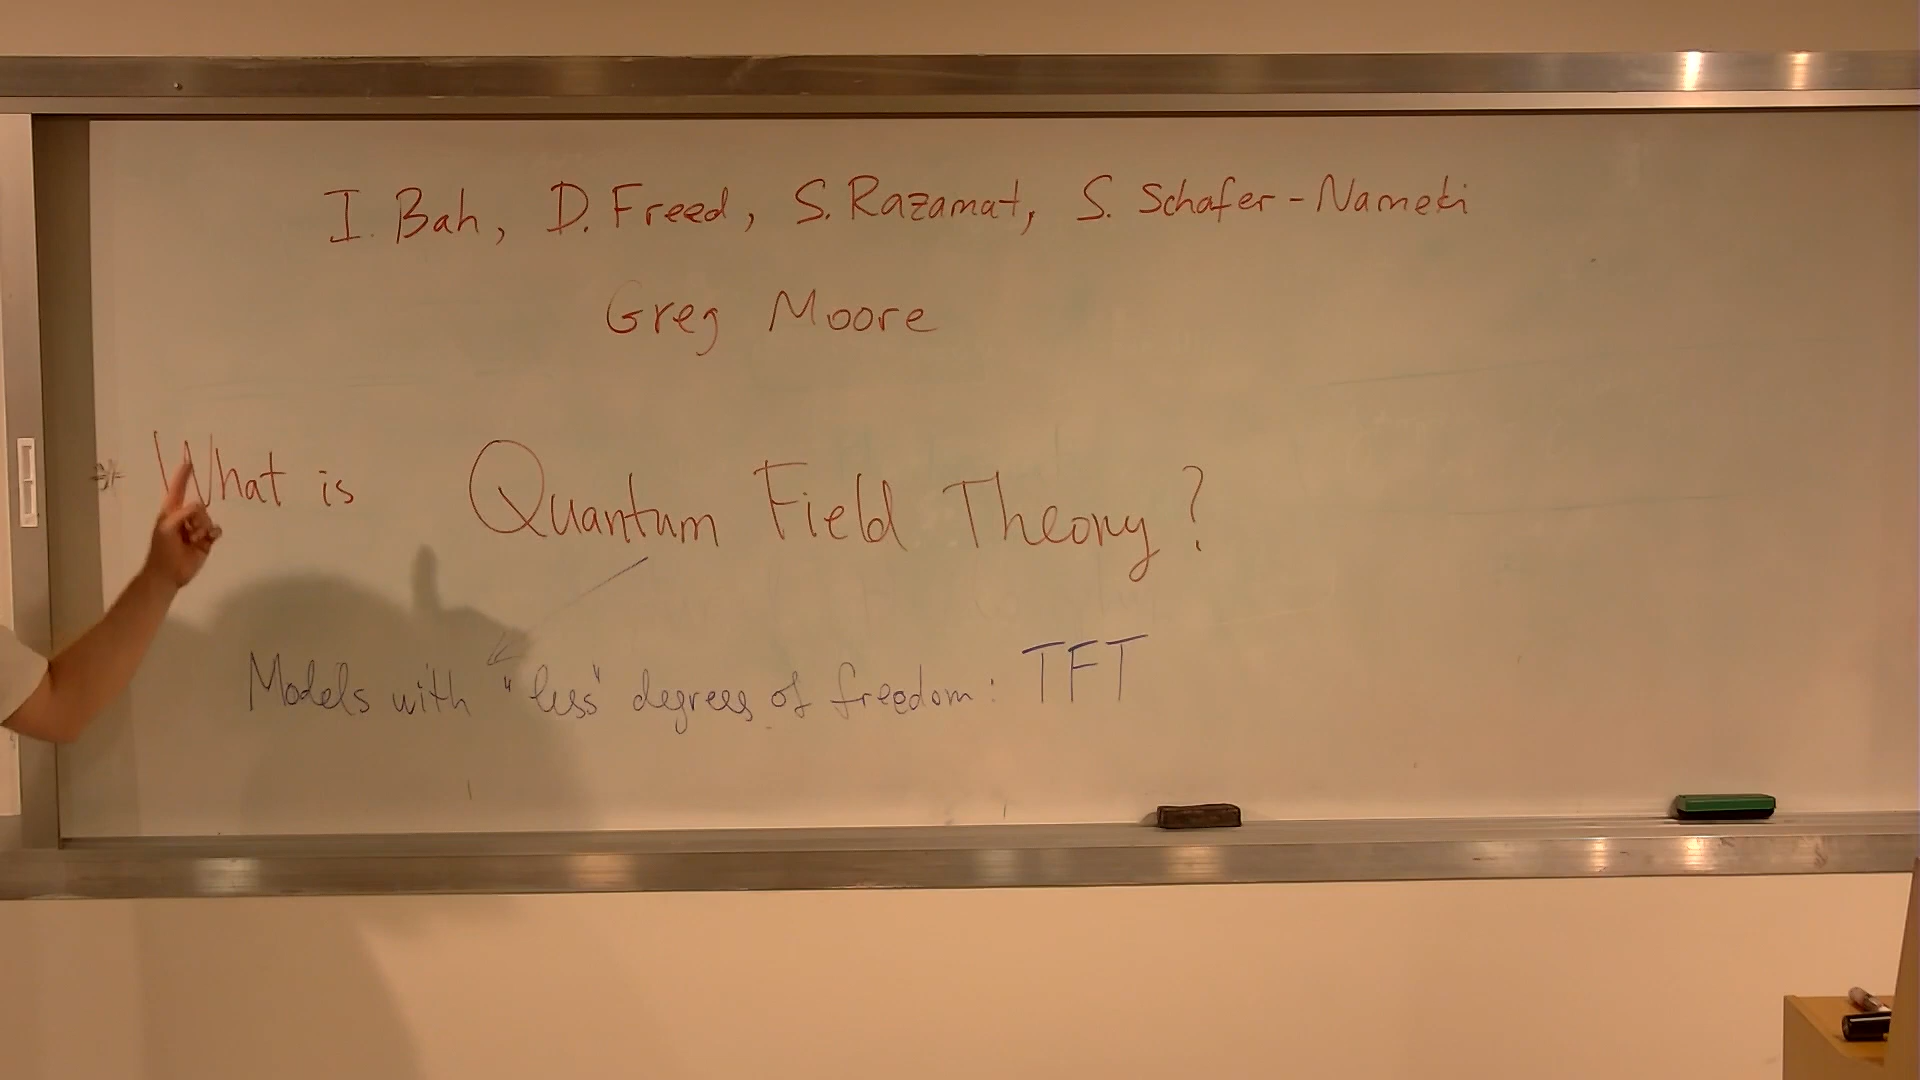 I. Bah, D. Freed, S. Razamat, S. Schafer-Nameki
Greg Moore
What is Quantum Field Theory?
Models with "less" degrees of freedom: TFT